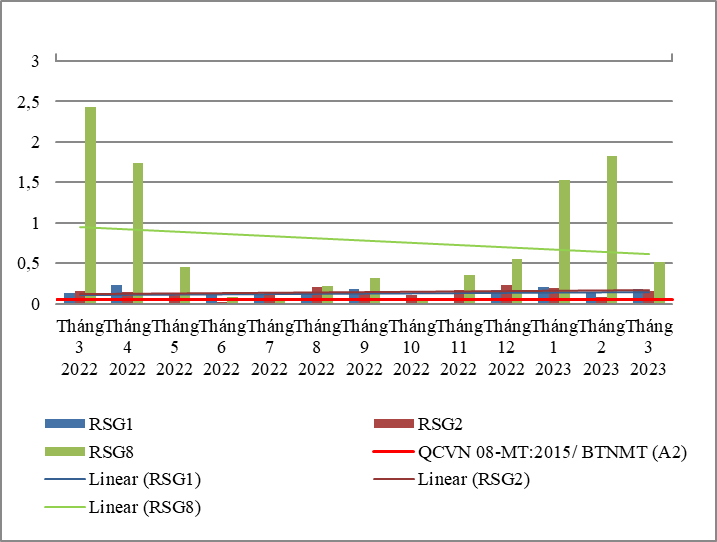 3
2,5
2
1,5
1
0,5
0
Tháng Tháng Tháng Tháng Tháng Tháng Tháng Tháng Tháng Tháng Tháng Tháng Tháng
3 4 5 6 7 8 9 10 11 12 1 2 3
2022 2022 2022 2022 2022 2022 2022 2022 2022 2022 2023 2023 2023
RSG1 RSG2
RSG8 QCVN 08-MT:2015/ BTNMT (A2)
Linear (RSG1) Linear (RSG2)
Linear (RSG8)